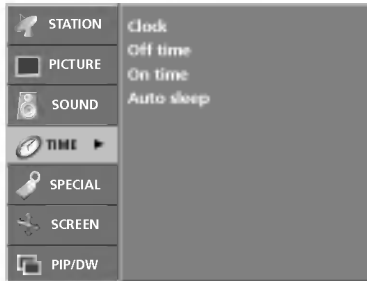 STATION
PICTURE
SOUND
TIME
SPECIAL
SCREEN
PIP/DW
Clock
Off time
On time
Auto sleep